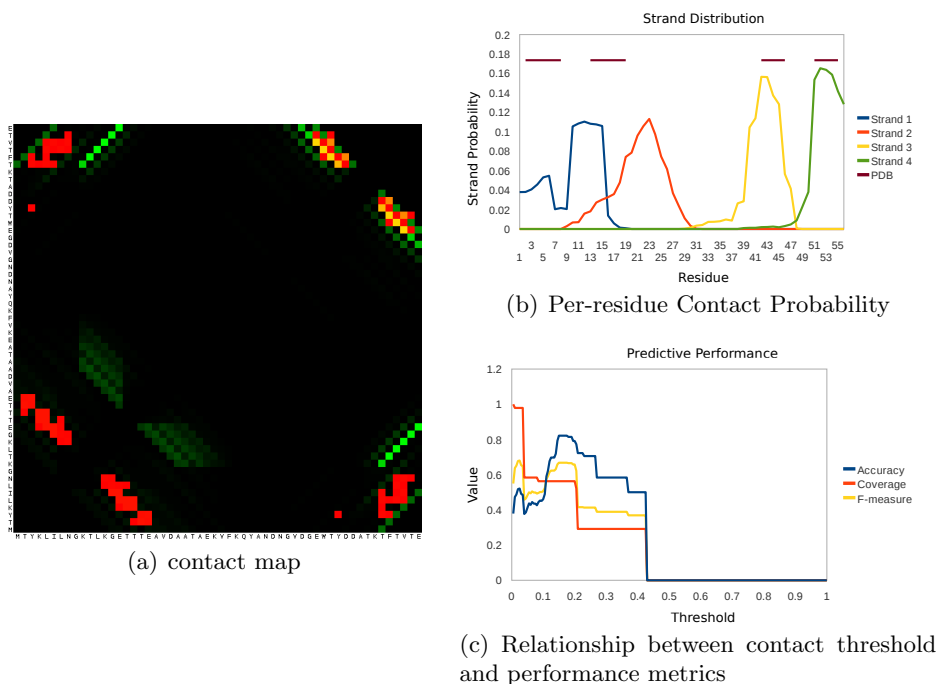 E T V T F T K T A D D Y T W E G D V G N D N A Y Q K F V K E A T A A D V A E T T T E G K L T K G N L I L K Y T M
M T Y K L I L N G K T L K G E T T T E A V D A A T A E K V F K Q Y A N D N G V D G E W T Y D D A T K T F T V T E
(a) contact map
Strand Distribution
Strand Probability
0.2
0.18
0.16
0.14
0.12
0.1
0.08
0.06
0.04
0.02
0
3 7 11 15 19 23 27 31 35 39 43 47 51 55
1 5 9 13 17 21 25 29 33 37 41 45 49 53
Residue
Strand 1
Strand 2
Strand 3
Strand 4
PDB
(b) Per-residue Contact Probability
Predictive Performance
Value
1.2
1
0.8
0.6
0.4
0.2
0
0 0.1 0.2 0.3 0.4 0.5 0.6 0.7 0.8 0.9 1
Threshold
Accuracy
Coverage
F-measure
(c) Relationship between contact threshold
and performance metrics